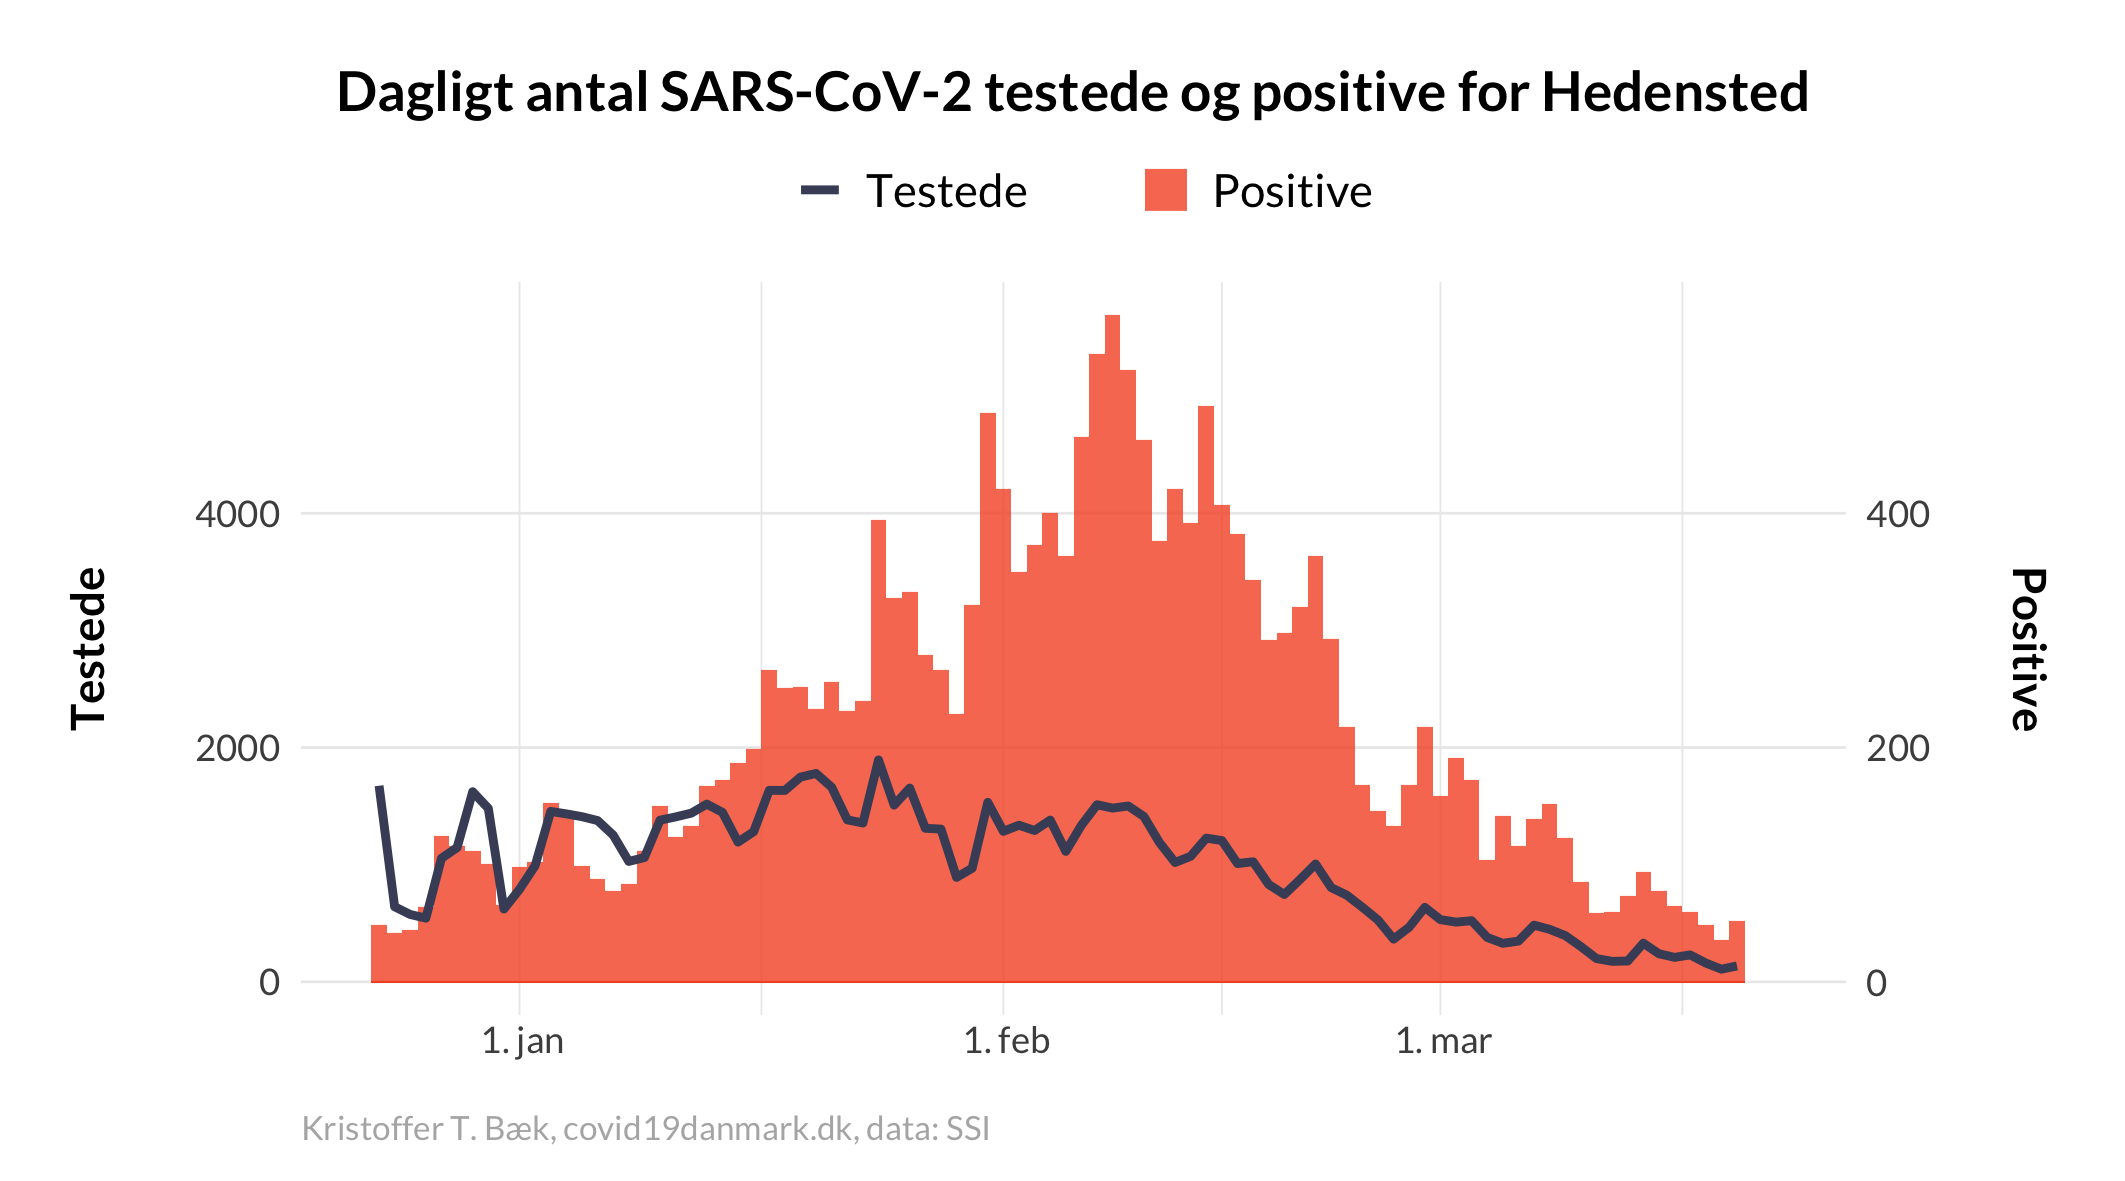 Dagligt antal SARS-CoV-2 testede og positive for Hedensted
Testede
Positive
4000
2000
0
Testede
400
200
0
Positive
1. jan
1. feb
1. mar
Kristoffer T. Bæk, covid19danmark.dk, data: SSI